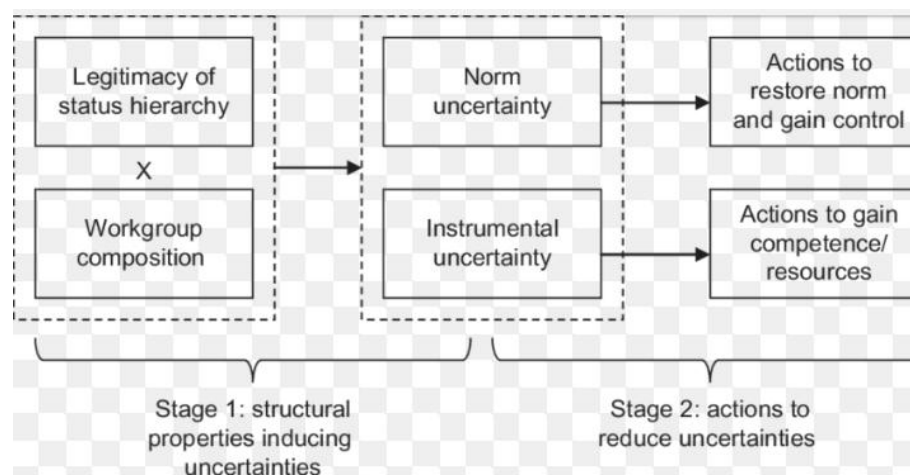 Legitimacy of
status hierarchy
X
Workgroup
composition
Norm
uncertainty
Instrumental
uncertainty
Actions to
restore norm
and gain control
Actions to gain
competence/
resources
Stage 1: structural
properties inducing
uncertainties
Stage 2: actions to
reduce uncertainties